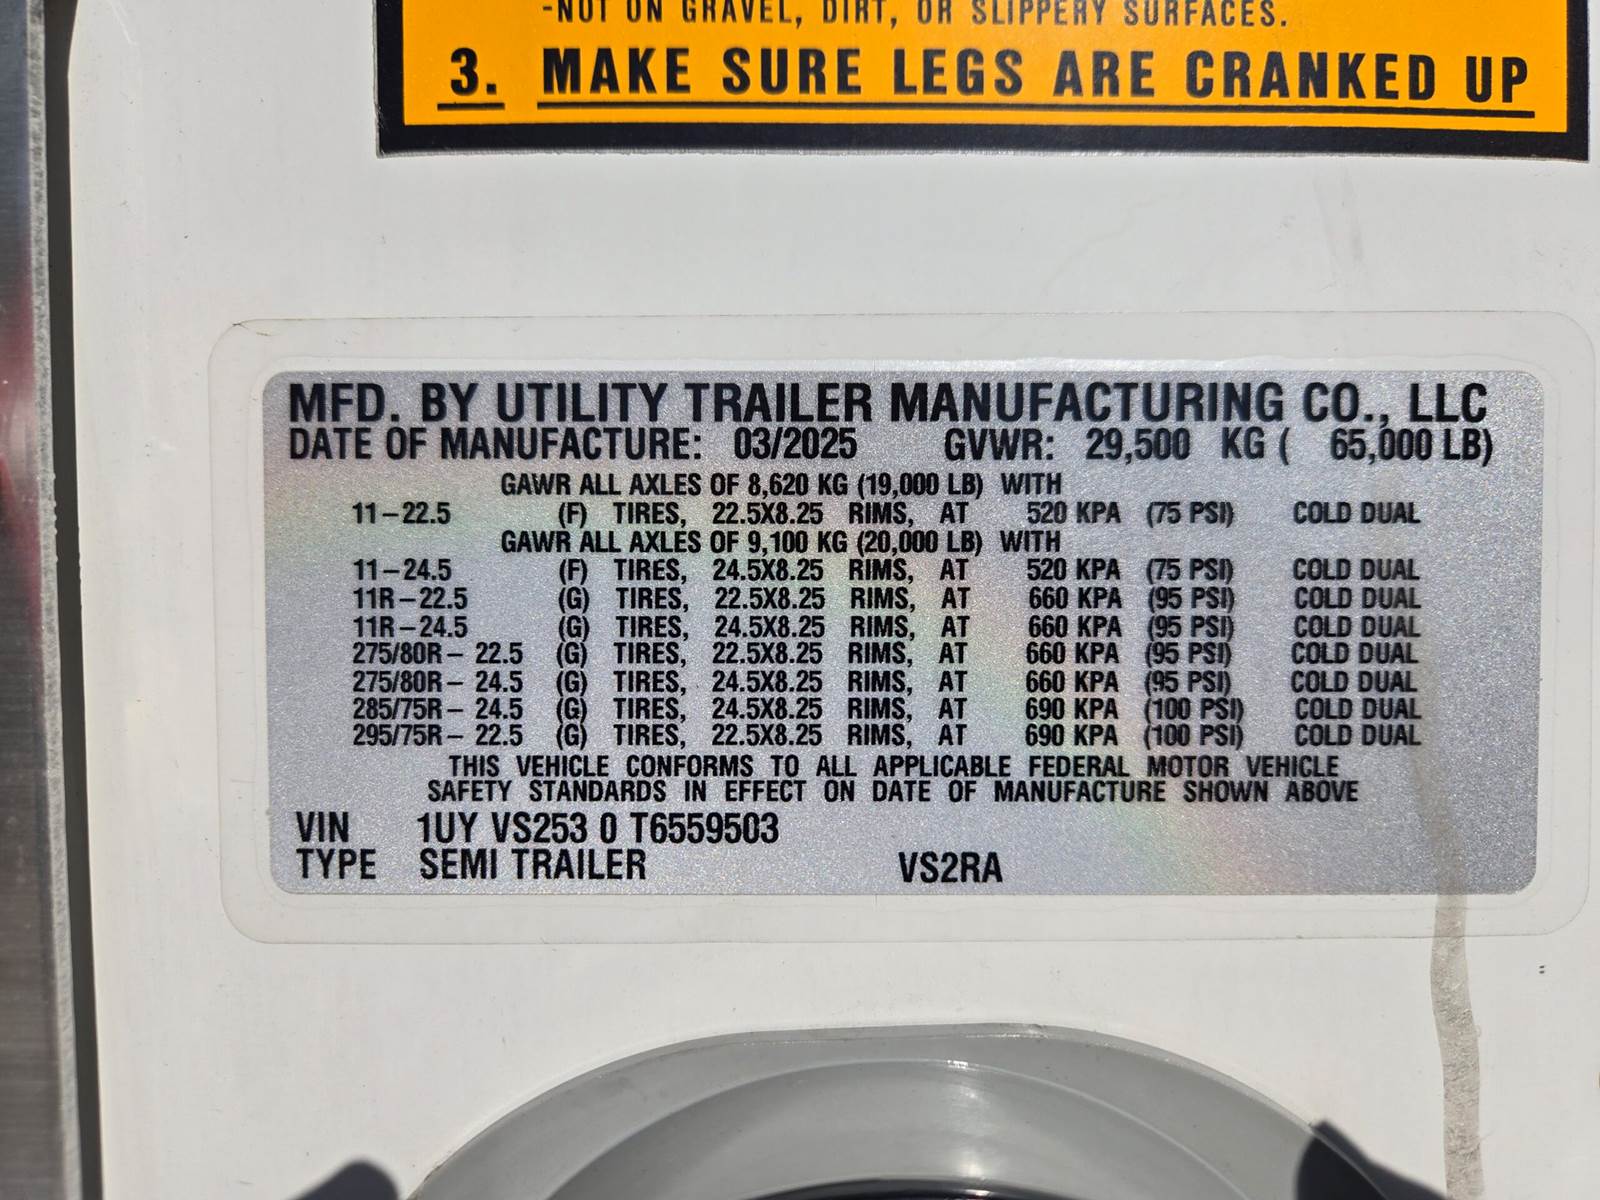 -NOT ON GRAVEL, DIRT, OR SLIPPERY SURFACES.
3. MAKE SURE LEGS ARE CRANKED UP
MFD. BY UTILITY TRAILER MANUFACTURING CO., LLC
DATE OF MANUFACTURE: 03/2025 GVWR: 29,500 KG ( 65,000 LB)
GAWR ALL AXLES OF 8,620 KG (19,000 LB) WITH
11-22.5 (F) TIRES, 22.5X8.25 RIMS, AT 520 KPA (75 PSI) COLD DUAL
GAWR ALL AXLES OF 9,100 KG (20,000 LB) WITH
11-24.5 (F) TIRES, 24.5X8.25 RIMS, AT 520 KPA (75 PSI) COLD DUAL
11R-22.5 (G) TIRES, 22.5X8.25 RIMS, AT 660 KPA (95 PSI) COLD DUAL
11R-24.5 (G) TIRES, 24.5X8.25 RIMS, AT 660 KPA (95 PSI) COLD DUAL
275/80R- 22.5 (G) TIRES, 22.5X8.25 RIMS, AT 660 KPA (95 PSI) COLD DUAL
275/80R- 24.5 (G) TIRES, 24.5X8.25 RIMS, AT 660 KPA (95 PSI) COLD DUAL
285/75R- 24.5 (G) TIRES, 24.5X8.25 RIMS, AT 690 KPA (100 PSI) COLD DUAL
295/75R- 22.5 (G) TIRES, 22.5X8.25 RIMS, AT 690 KPA (100 PSI) COLD DUAL
THIS VEHICLE CONFORMS TO ALL APPLICABLE FEDERAL MOTOR VEHICLE
SAFETY STANDARDS IN EFFECT ON DATE OF MANUFACTURE SHOWN ABOVE
VIN 1UY VS253 0 T6559503
TYPE SEMI TRAILER VS2RA